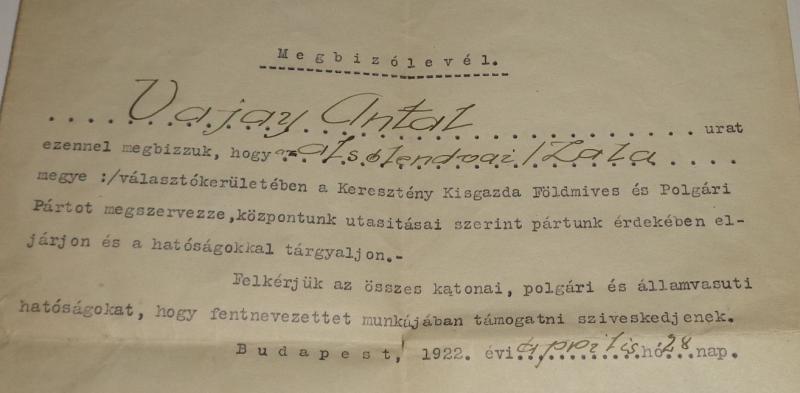 Megbizólevél.
....Vajay Antal.................urat
ezennel megbizzuk, hogy az alsólendvai/Zala....
megye :/választókerületében a Keresztény Kisgazda Földmives és Polgári
Pártot megszervezze,központunk utasitásai szerint pártunk érdekében el-
járjon és a hatóságokkal tárgyaljon.-
Felkérjük az összes katonai, polgári és államvasuti
hatóságokat, hogy fentnevezettet munkájában támogatni sziveskedjenek.
Budapest, 1922. évi április hó 28 nap.